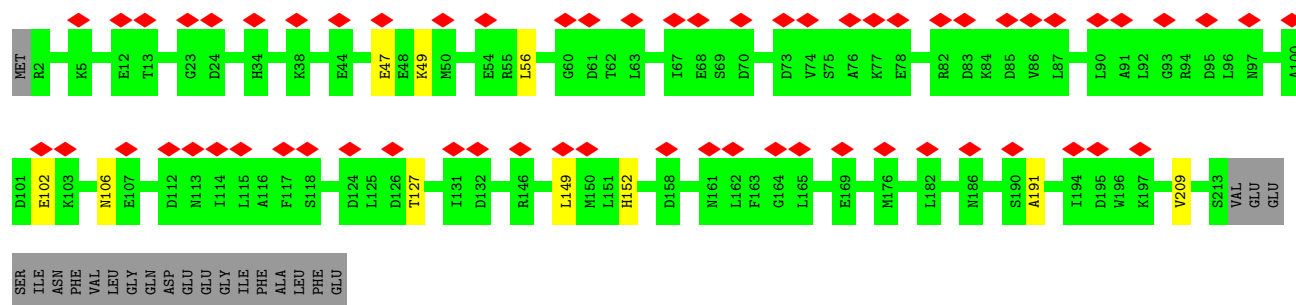 MET R2 K5 E12 T13 G23 D24 H34 K38 E44 E47 E48 K49 M50 E54 R55 L56 G60 D61 T62 L63 I67 E68 S69 D70 D73 V74 S75 A76 K77 E78 R82 D83 K84 D85 V86 L87 L90 A91 L92 G93 R94 D95 L96 N97 A100
D101 E102 K103 N106 E107 D112 N113 I114 L115 A116 F117 S118 D124 L125 D126 T127 I131 D132 R146 L149 M150 L151 H152 D158 N161 L162 F163 G164 L165 E169 M176 L182 N186 S190 A191 I194 D195 W196 K197 V209 S213 VAL GLU GLU
SER ILE ASN PHE VAL LEU GLY GLN ASP GLU GLU GLY ILE PHE ALA LEU PHE GLU